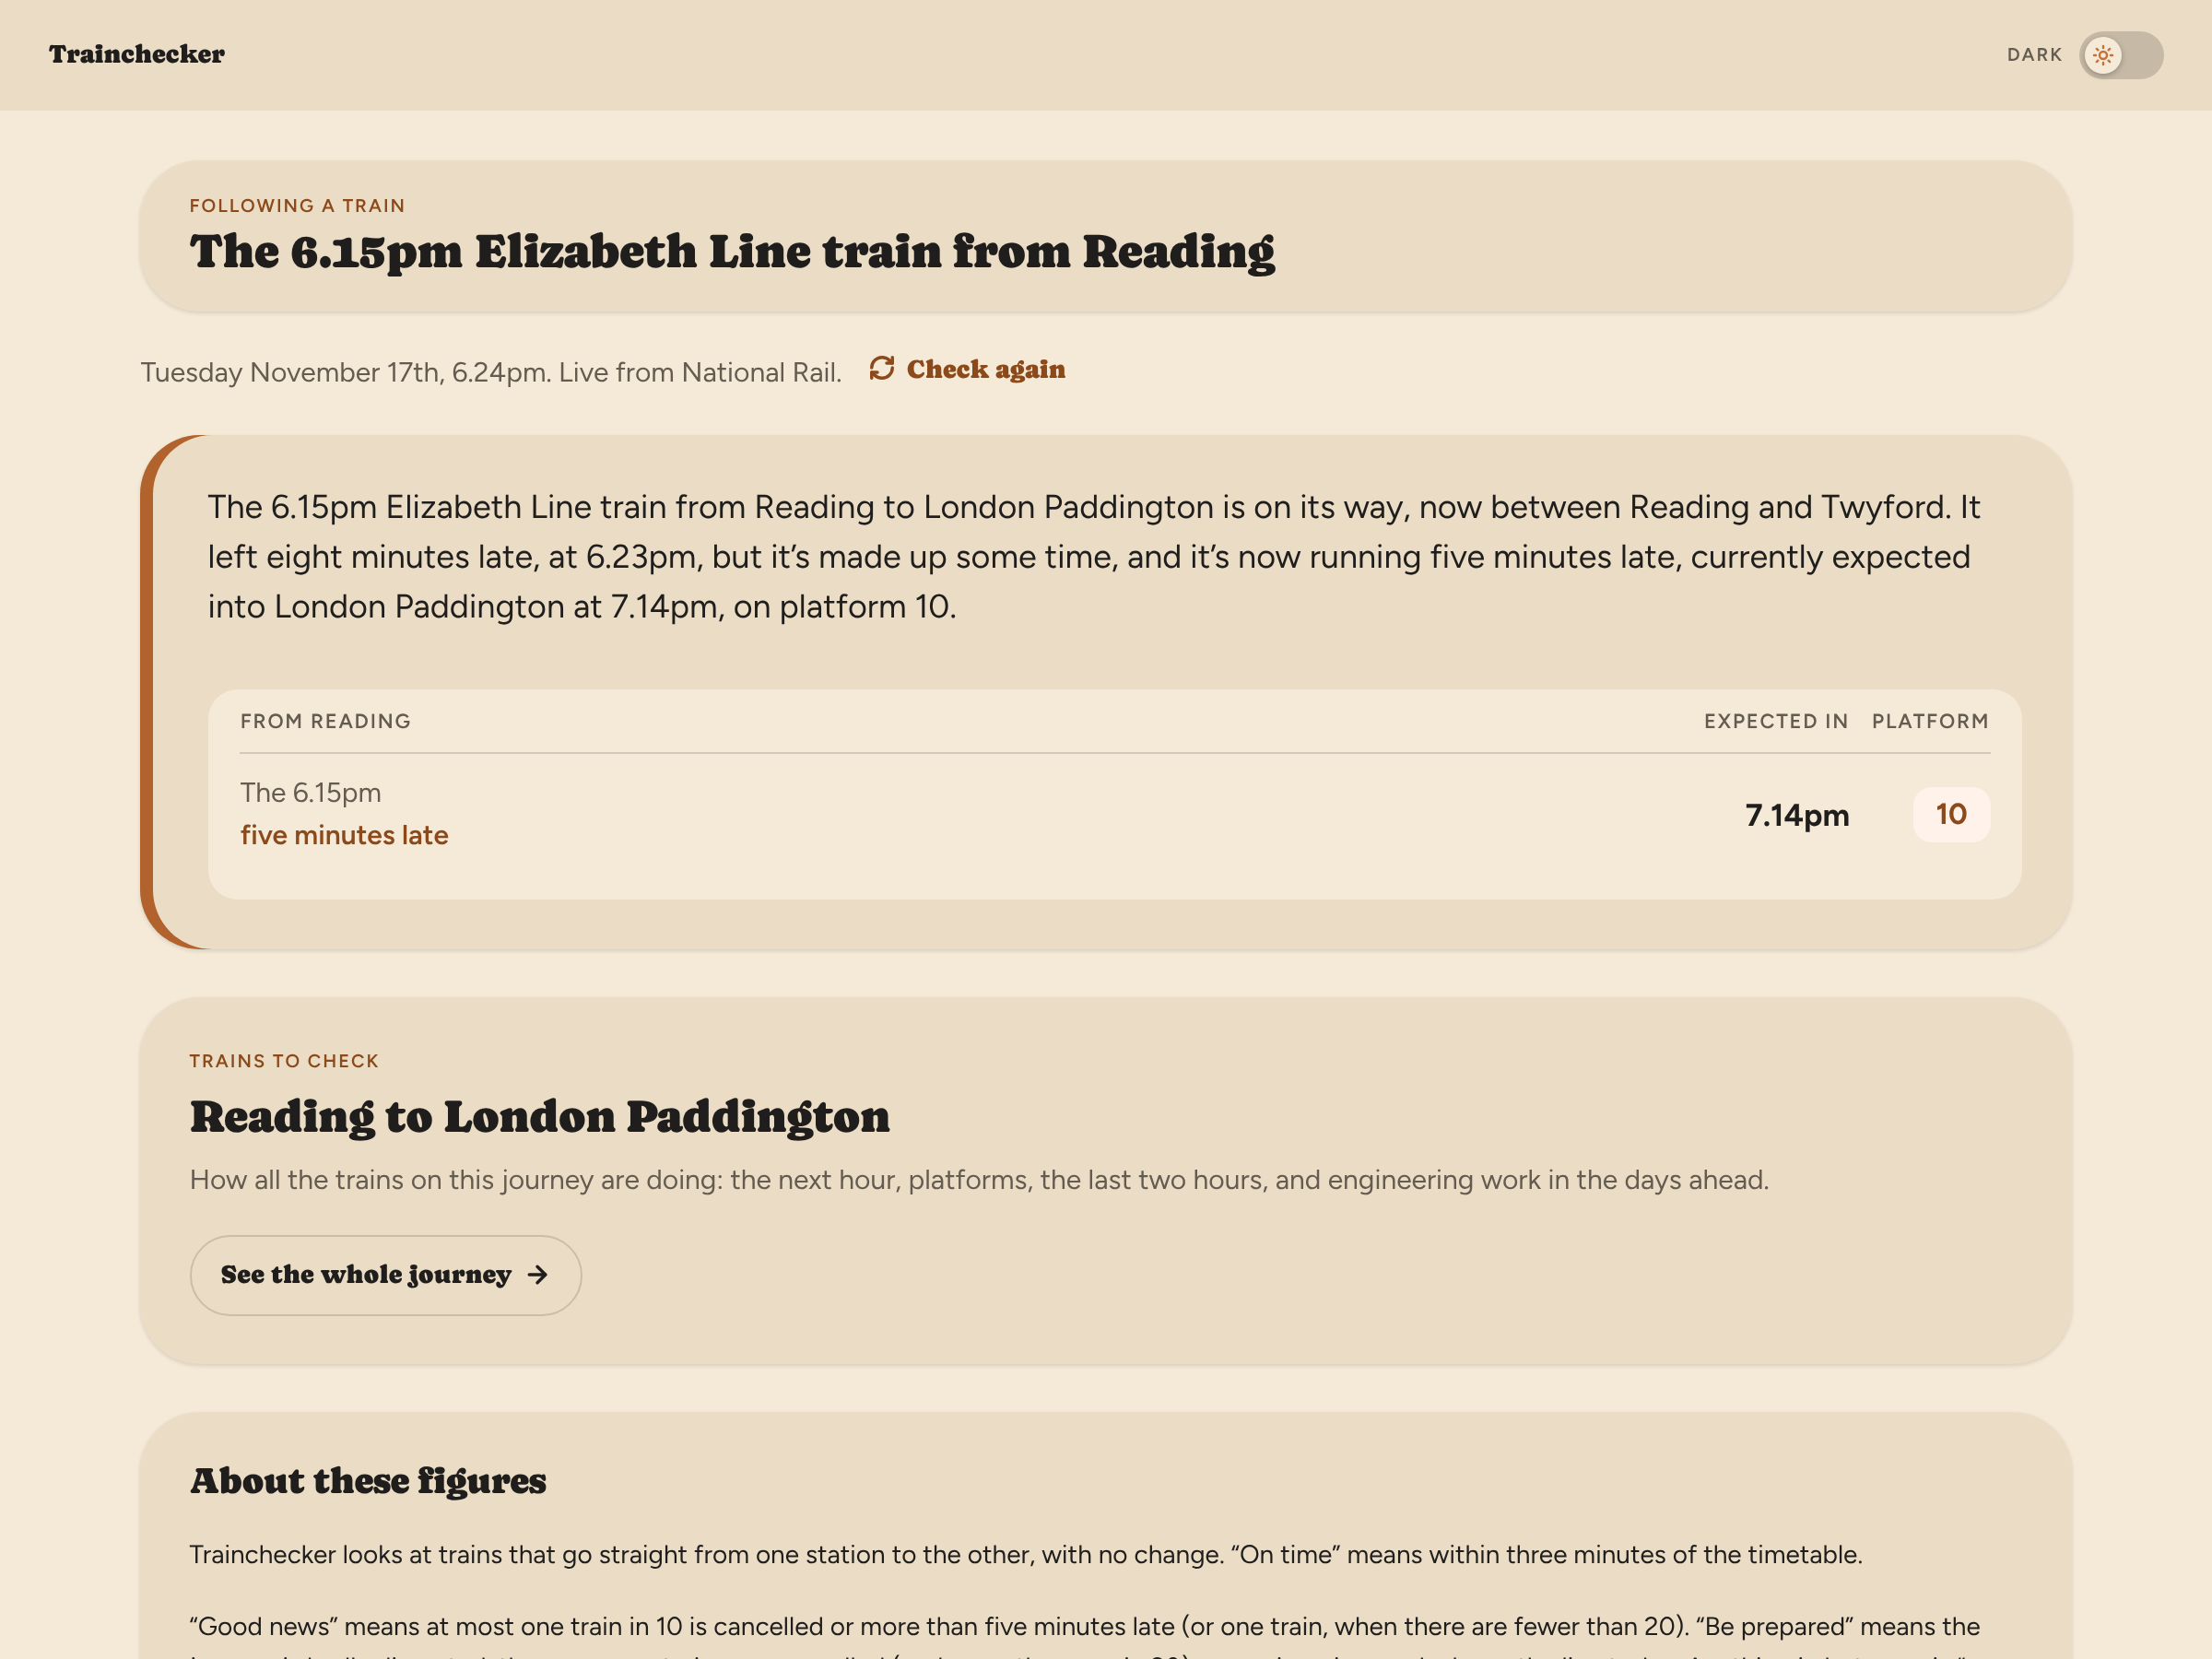 Trainchecker
DARK
FOLLOWING A TRAIN
The 6.15pm Elizabeth Line train from Reading
Tuesday November 17th, 6.24pm. Live from National Rail.
Check again
The 6.15pm Elizabeth Line train from Reading to London Paddington is on its way, now between Reading and Twyford. It
left eight minutes late, at 6.23pm, but it’s made up some time, and it’s now running five minutes late, currently expected
into London Paddington at 7.14pm, on platform 10.
FROM READING EXPECTED IN PLATFORM
The 6.15pm
five minutes late
7.14pm 10
TRAINS TO CHECK
Reading to London Paddington
How all the trains on this journey are doing: the next hour, platforms, the last two hours, and engineering work in the days ahead.
See the whole journey →
About these figures
Trainchecker looks at trains that go straight from one station to the other, with no change. “On time” means within three minutes of the timetable.
“Good news” means at most one train in 10 is cancelled or more than five minutes late (or one train, when there are fewer than 20). “Be prepared” means the